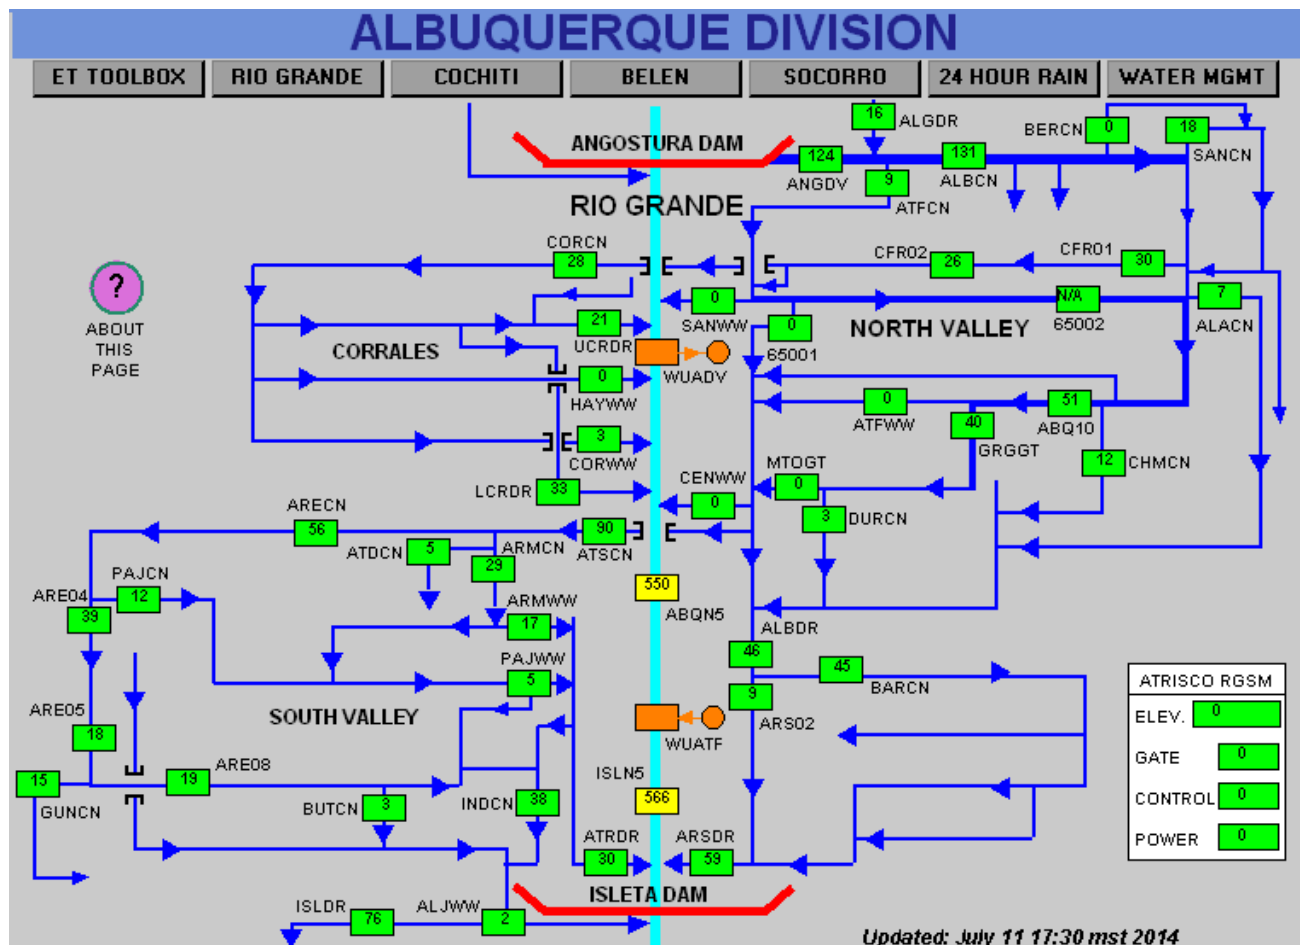 ALBUQUERQUE DIVISION
ET TOOLBOX RIO GRANDE COCHITI BELEN SOCORRO 24 HOUR RAIN WATER MGMT
16 ALGDR BERCN 0 18
ANGOSTURA DAM SANCN
124 131
ANGDV 9 ALBCN
RIO GRANDE ATFCN
CORCN CFR02 CFR01
28 26 30
?
0 N/A 7
SANWW NORTH VALLEY 65002 ALACN
21 0
UCRDR 65001
ABOUT
THIS
PAGE
CORRALES
WUADV
0
HAYWW
0 51
ATFWW 40 ABQ10
GRGGT
3
CORWW
12 CHMCN
MTOGT
0
LCRDR 33 CENWW
0
3 DURCN
ARECN
56 90
ATSCN
ATDCN 5 ARMCN
29
PAJCN
12
ARE04
39
550
ABQN5
ARMWW
17
ALBDR
46
PAJWW
5
45
BARCN
9
ARS02
SOUTH VALLEY
ARE05
18
WUATF
ATRISCO RGSM
ELEV. 0
GATE 0
CONTROL 0
POWER 0
15
GUNCN
19 ARE08
ISLN5
566
BUTCN 3
INDCN 38
ATRDR
30
ARSDR
59
ISLETA DAM
ISLDR 76 ALJWW 2
Updated: July 11 17:30 mst 2014